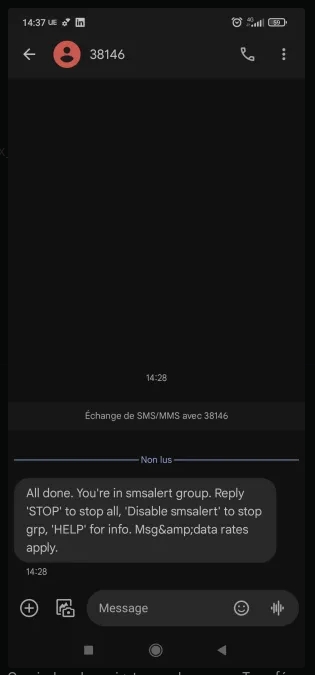 14:37 UE
4G
59
38146
14:28
Échange de SMS/MMS avec 38146
Non lus
All done. You're in smsalert group. Reply
'STOP' to stop all, 'Disable smsalert' to stop
grp, 'HELP' for info. Msg&amp;data rates
apply.
14:28
Message